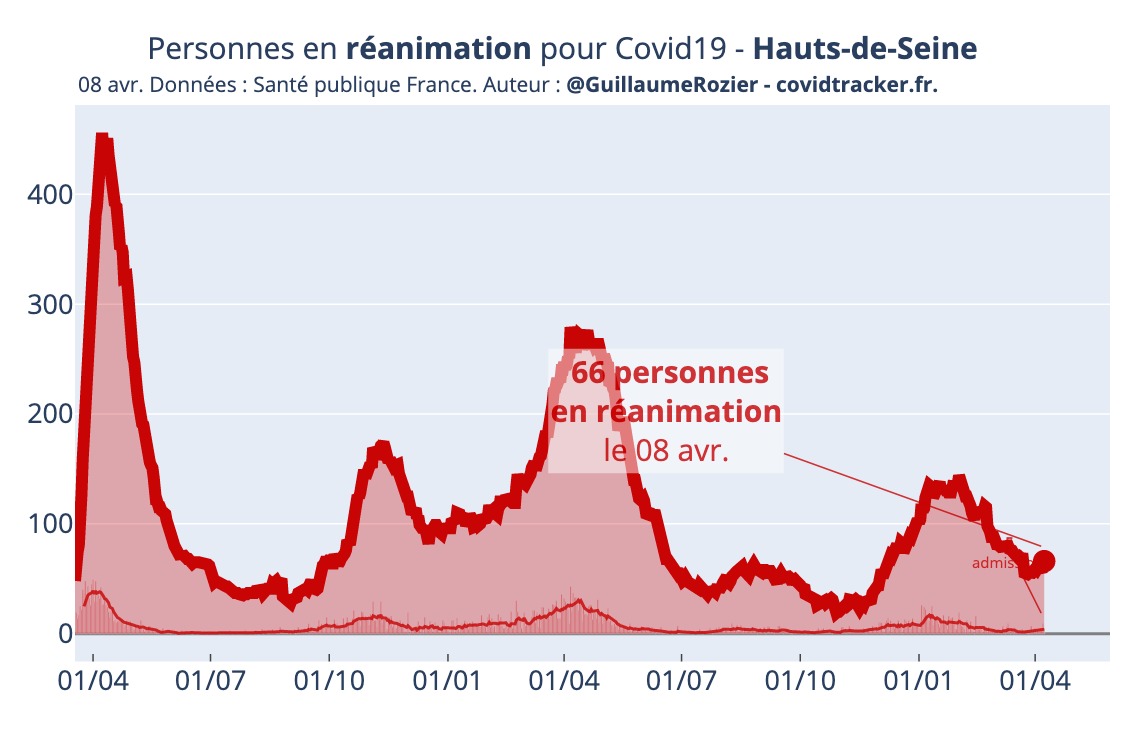 Personnes en réanimation pour Covid19 - Hauts-de-Seine
08 avr. Données : Santé publique France. Auteur : @GuillaumeRozier - covidtracker.fr.
400
300
200
100
0
66 personnes
en réanimation
le 08 avr.
01/04 01/07 01/10 01/01 01/04 01/07 01/10 01/01 01/04